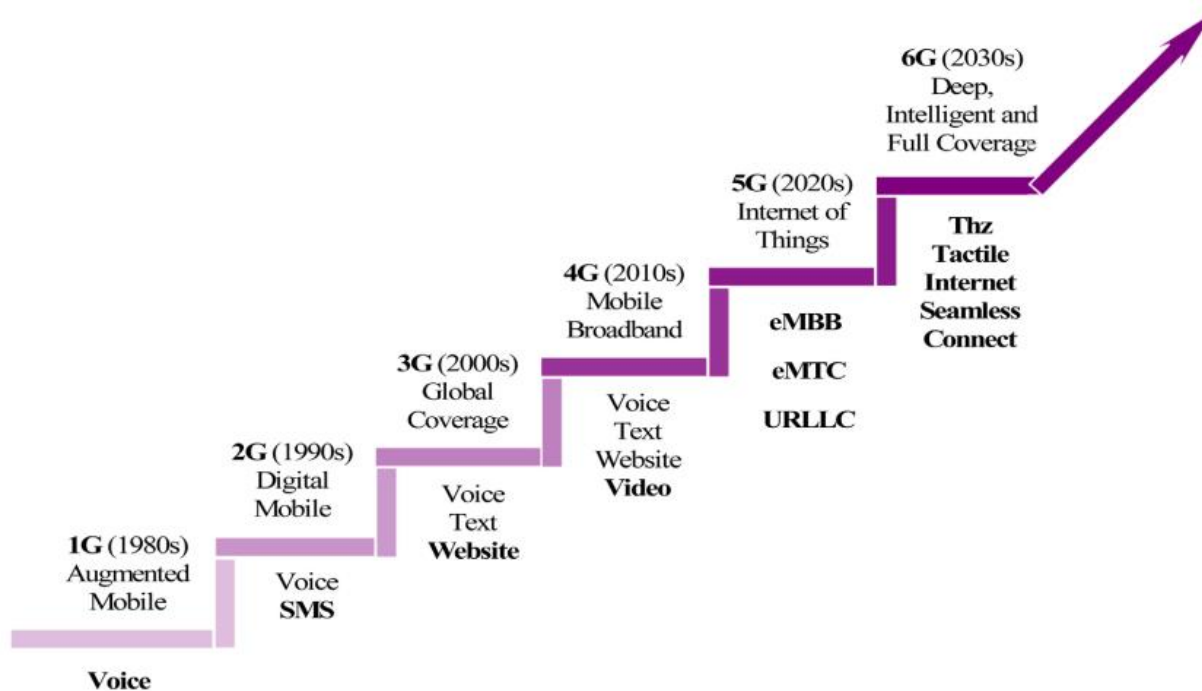 1G (1980s)
Augmented
Mobile
Voice
2G (1990s)
Digital
Mobile
Voice
SMS
3G (2000s)
Global
Coverage
Voice
Text
Website
4G (2010s)
Mobile
Broadband
Voice
Text
Website
Video
5G (2020s)
Internet of
Things
eMBB
eMTC
URLLC
6G (2030s)
Deep,
Intelligent and
Full Coverage
Thz
Tactile
Internet
Seamless
Connect